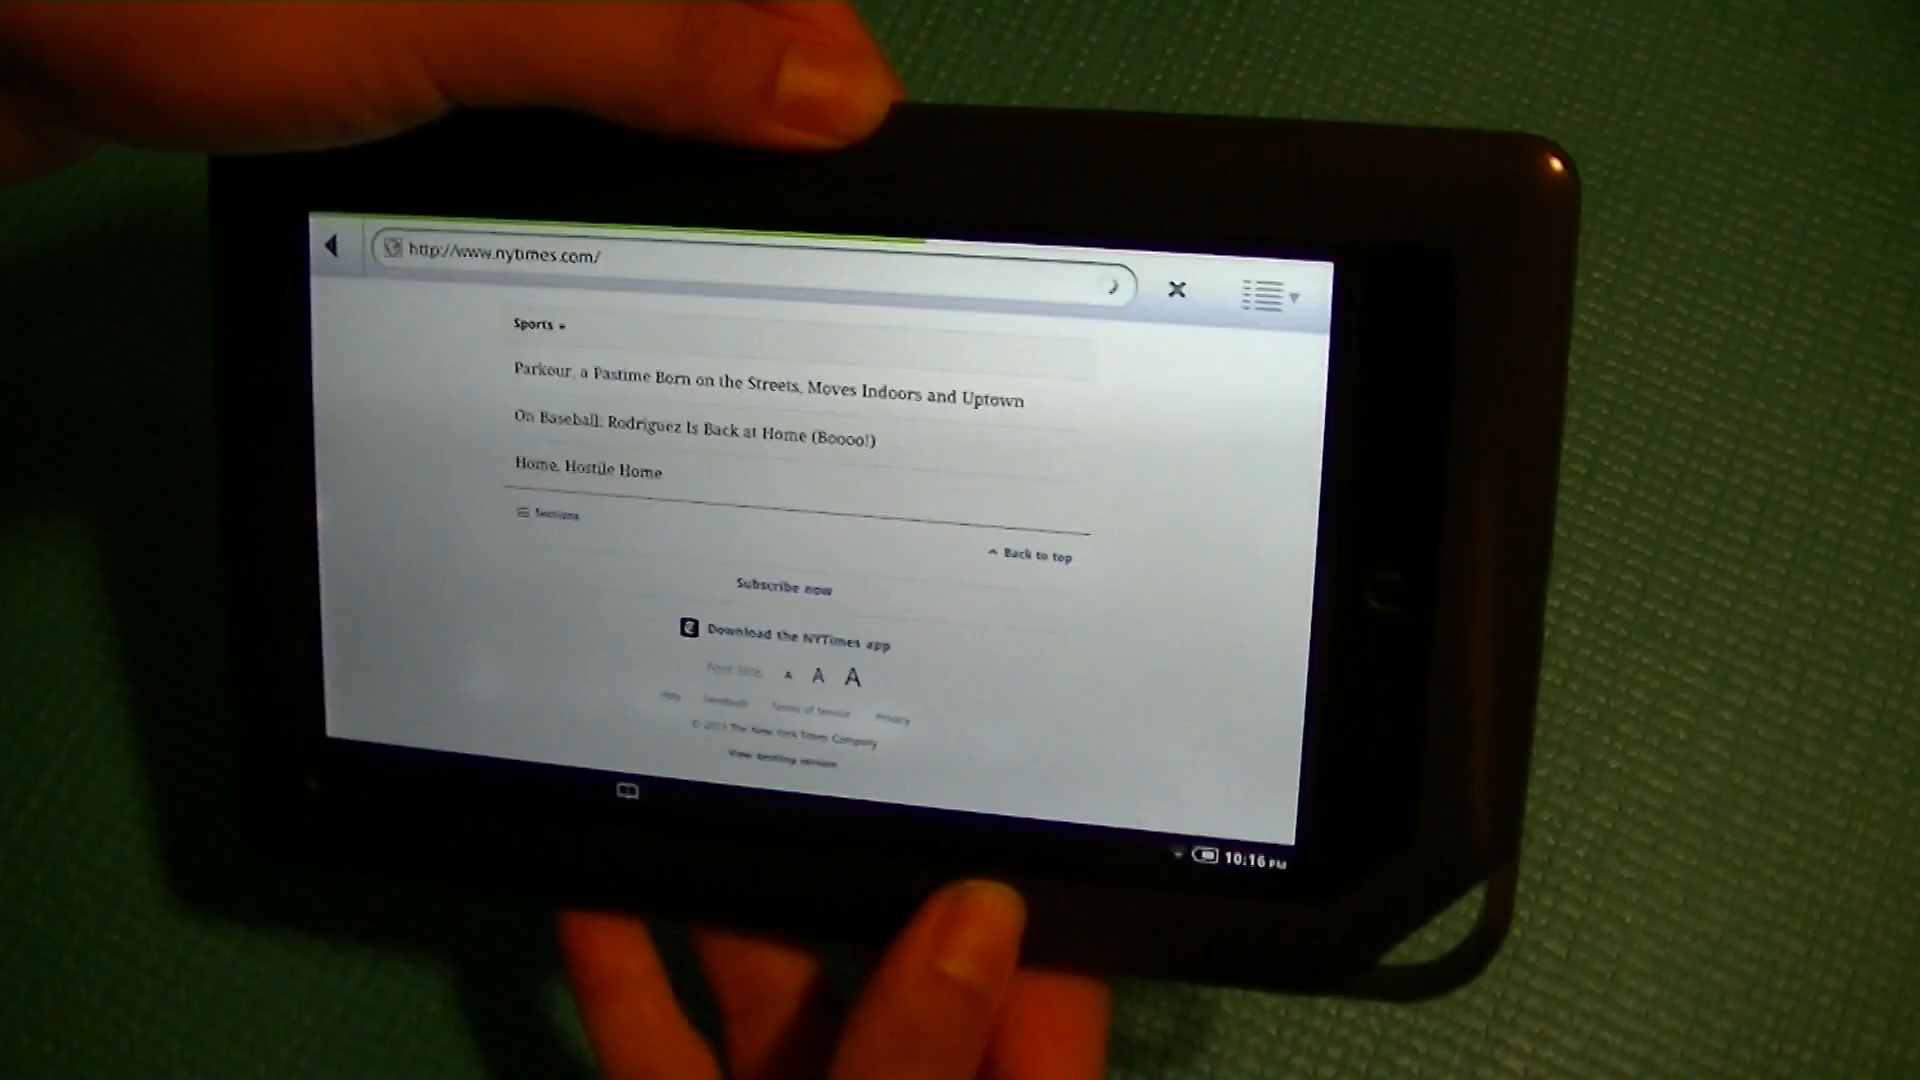 http://www.nytimes.com/
Sports
Parkour, a Pastime Born on the Streets, Moves Indoors and Uptown
On Baseball: Rodriguez Is Back at Home (Boooo!)
Home, Hostile Home
Sections
Back to top
Subscribe now
Download the NYTimes app
Font Size: A A A
Help Feedback Terms of Service Privacy
© The New York Times Company
View desktop version
10:16 PM